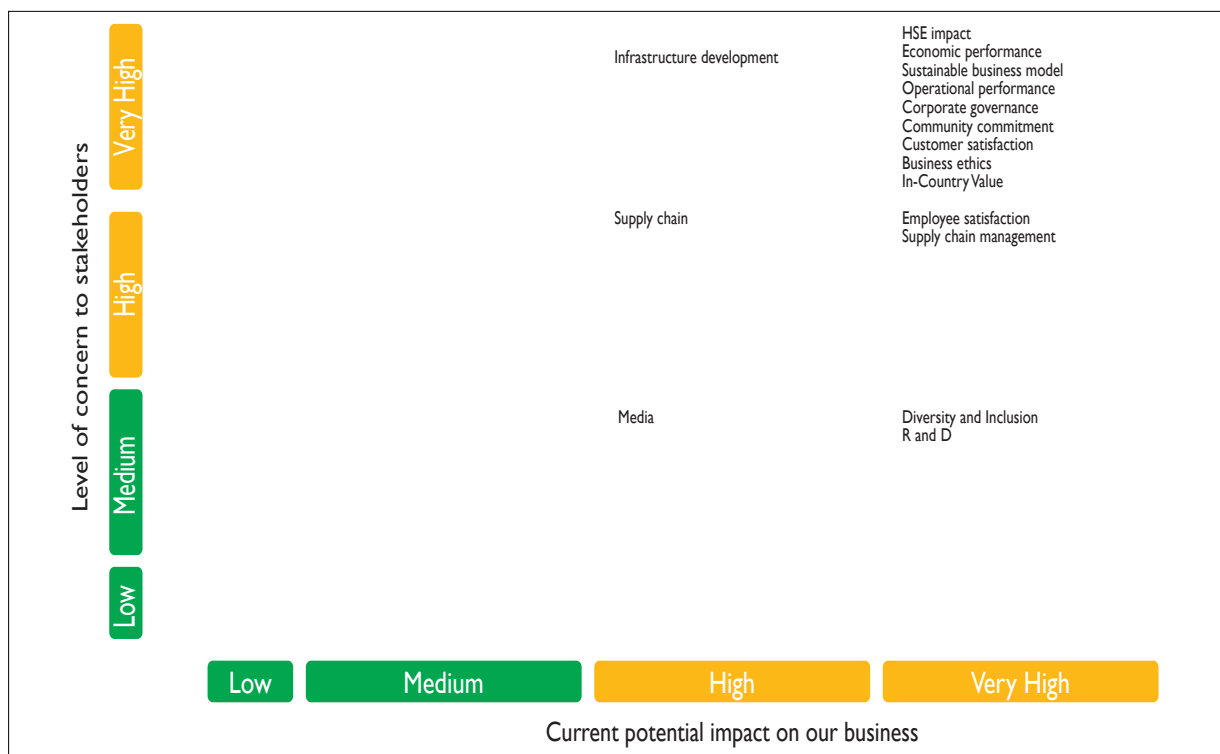 Level of concern to stakeholders
Very High
High
Medium
Low
Infrastructure development
HSE impact
Economic performance
Sustainable business model
Operational performance
Corporate governance
Community commitment
Customer satisfaction
Business ethics
In-Country Value
Supply chain
Employee satisfaction
Supply chain management
Media
Diversity and Inclusion
R and D
Low
Medium
High
Very High
Current potential impact on our business